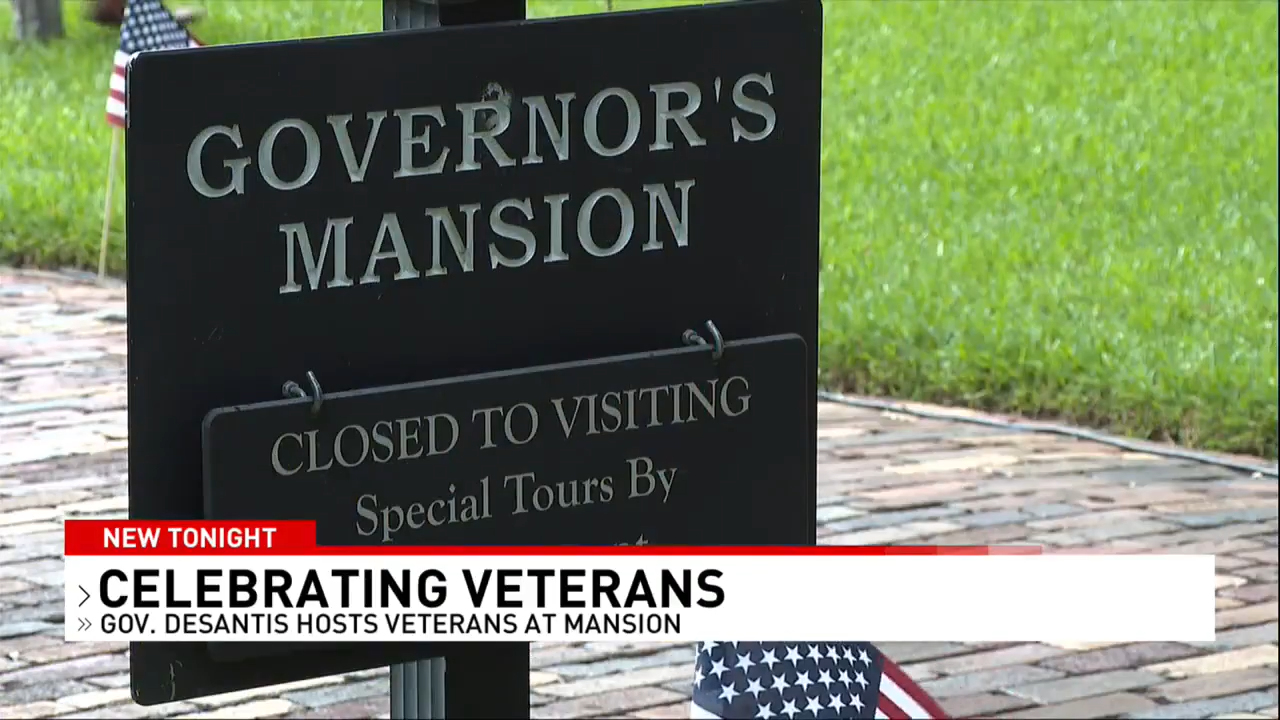 GOVERNOR'S
MANSION
CLOSED TO VISITING
Special Tours By
NEW TONIGHT
CELEBRATING VETERANS
GOV. DESANTIS HOSTS VETERANS AT MANSION